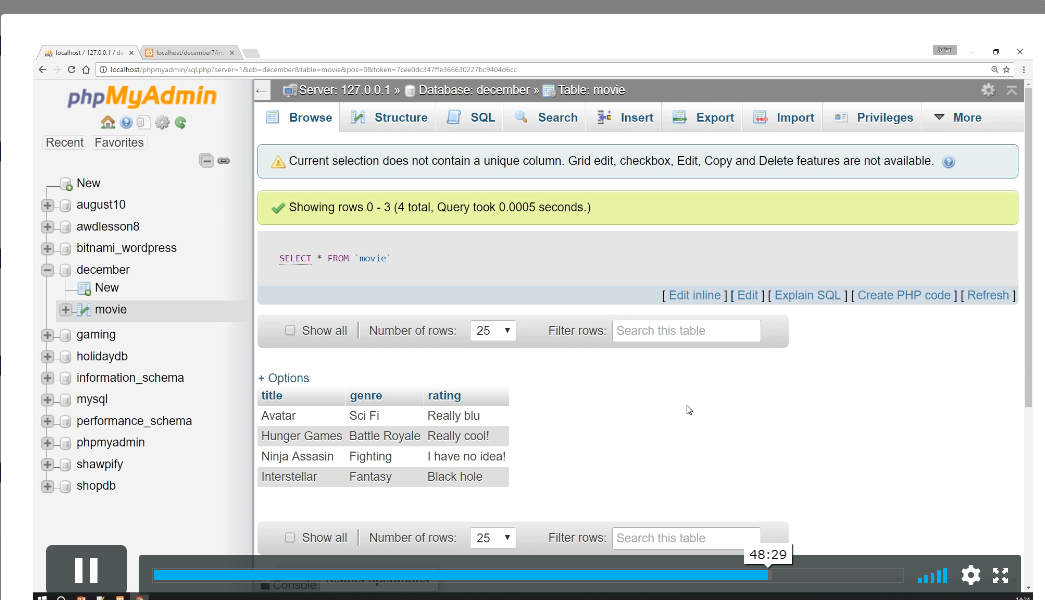 localhost / 127.0.0.1 / de
localhost/december7/in
localhost/phpmyadmin/sql.php?server=1&db=december&table=movie&pos=0&token=7cee0dc347ffe366630227bc9404d6cc
phpMyAdmin
Recent Favorites
New
august10
awdlesson8
bitnami_wordpress
december
New
movie
gaming
holidaydb
information_schema
mysql
performance_schema
phpmyadmin
shawpify
shopdb
Server: 127.0.0.1 » Database: december » Table: movie
Browse Structure SQL Search Insert Export Import Privileges More
Current selection does not contain a unique column. Grid edit, checkbox, Edit, Copy and Delete features are not available.
Showing rows 0 - 3 (4 total, Query took 0.0005 seconds.)
SELECT * FROM `movie`
[ Edit inline ] [ Edit ] [ Explain SQL ] [ Create PHP code ] [ Refresh ]
Show all Number of rows: 25 Filter rows: Search this table
+ Options
title genre rating
Avatar Sci Fi Really blu
Hunger Games Battle Royale Really cool!
Ninja Assasin Fighting I have no idea!
Interstellar Fantasy Black hole
Show all Number of rows: 25 Filter rows: Search this table
48:29
Console